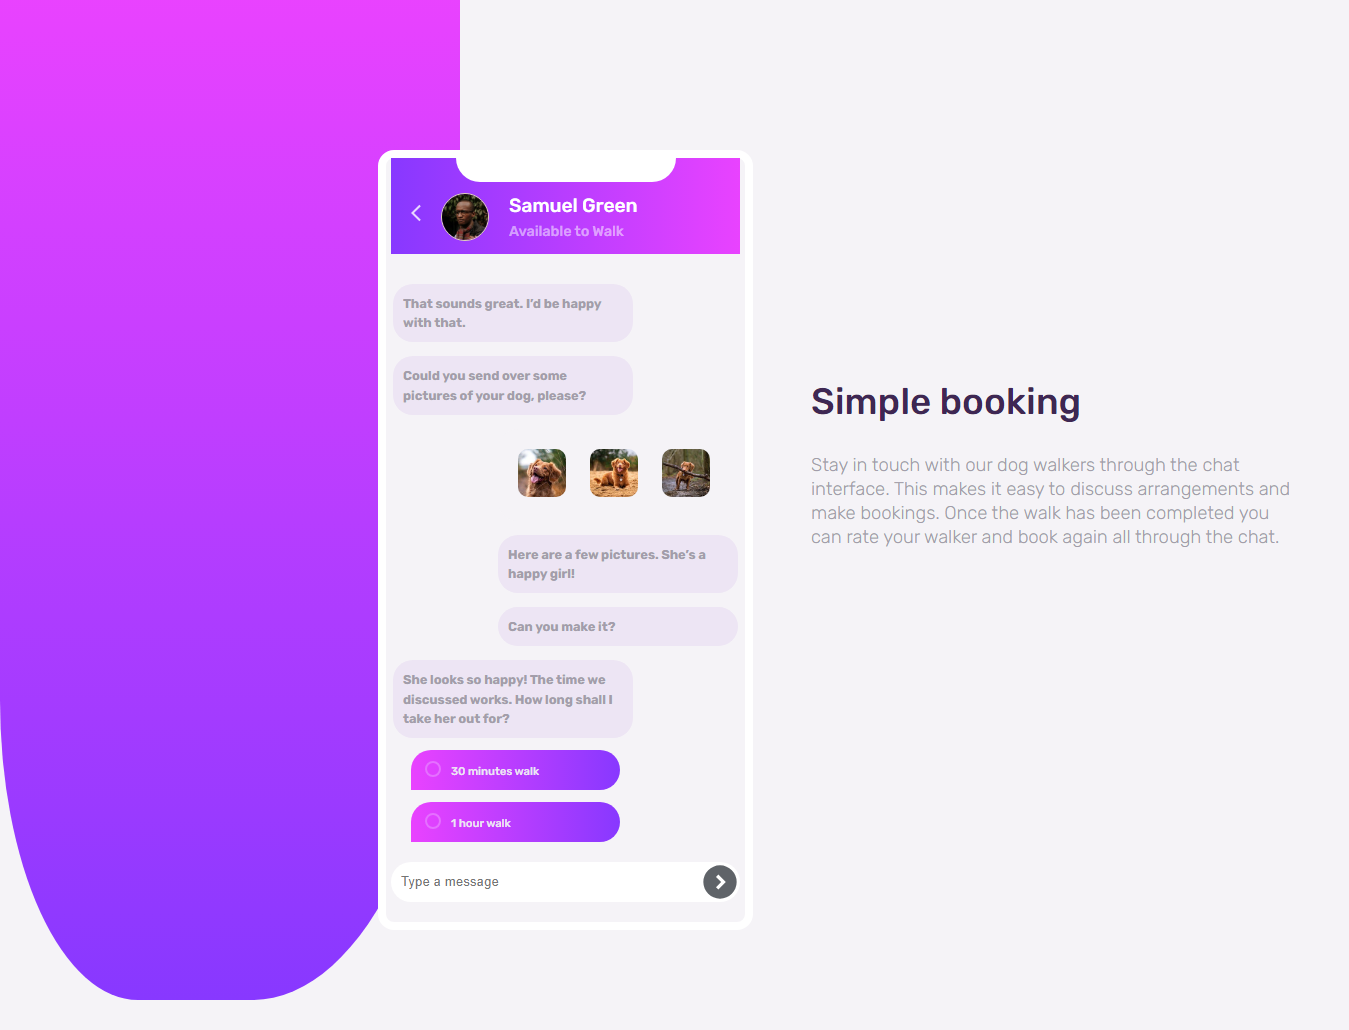 Samuel Green
Available to Walk
That sounds great. I’d be happy
with that.
Could you send over some
pictures of your dog, please?
Here are a few pictures. She’s a
happy girl!
Can you make it?
She looks so happy! The time we
discussed works. How long shall I
take her out for?
30 minutes walk
1 hour walk
Type a message
Simple booking
Stay in touch with our dog walkers through the chat
interface. This makes it easy to discuss arrangements and
make bookings. Once the walk has been completed you
can rate your walker and book again all through the chat.